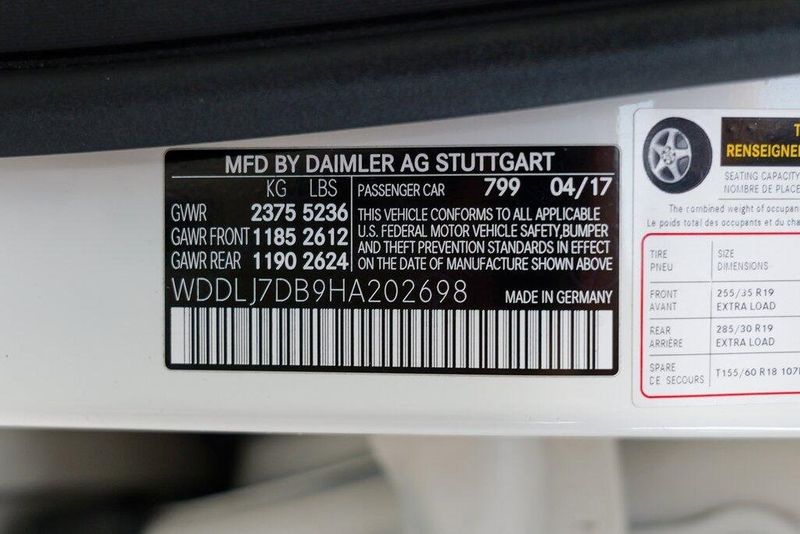 MFD BY DAIMLER AG STUTTGART
KG LBS
PASSENGER CAR 799 04/17
GVWR 2375 5236
GAWR FRONT 1185 2612
GAWR REAR 1190 2624
THIS VEHICLE CONFORMS TO ALL APPLICABLE
U.S. FEDERAL MOTOR VEHICLE SAFETY,BUMPER
AND THEFT PREVENTION STANDARDS IN EFFECT
ON THE DATE OF MANUFACTURE SHOWN ABOVE
WDDLJ7DB9HA202698 MADE IN GERMANY
T
RENSEIGNE
SEATING CAPACITY
NOMBRE DE PLACE
The combined weight of occupan
Le poids total des occupants et du cha
TIRE SIZE
PNEU DIMENSIONS
FRONT 255/35 R19
AVANT EXTRA LOAD
REAR 285/30 R19
ARRIÈRE EXTRA LOAD
SPARE
DE SECOURS T155/60 R18 107